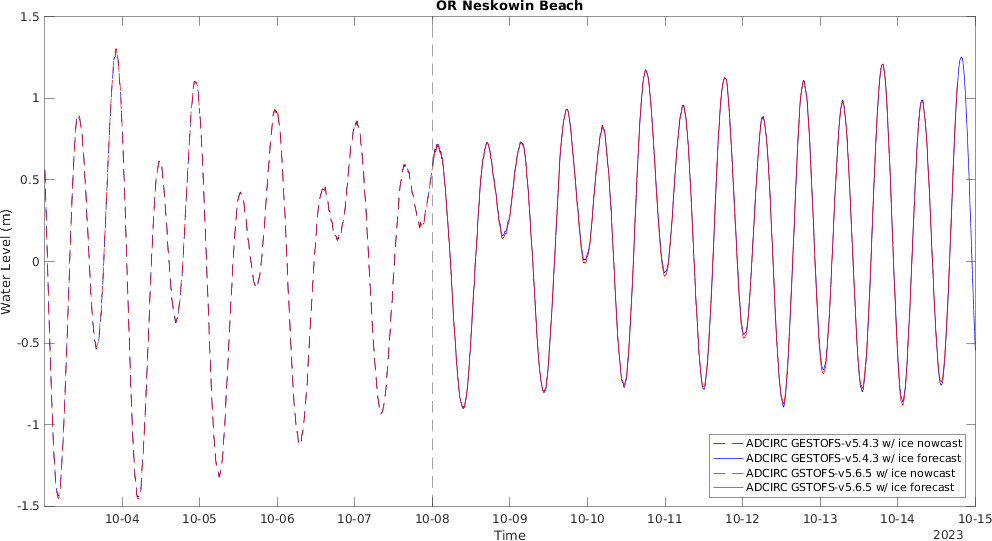 OR Neskowin Beach
1.5
1
0.5
0
-0.5
-1
-1.5
Water Level (m)
10-04 10-05 10-06 10-07 10-08 10-09 10-10 10-11 10-12 10-13 10-14 10-15
Time
2023
ADCIRC GESTOFS-v5.4.3 w/ ice nowcast
ADCIRC GESTOFS-v5.4.3 w/ ice forecast
ADCIRC GSTOFS-v5.6.5 w/ ice nowcast
ADCIRC GSTOFS-v5.6.5 w/ ice forecast